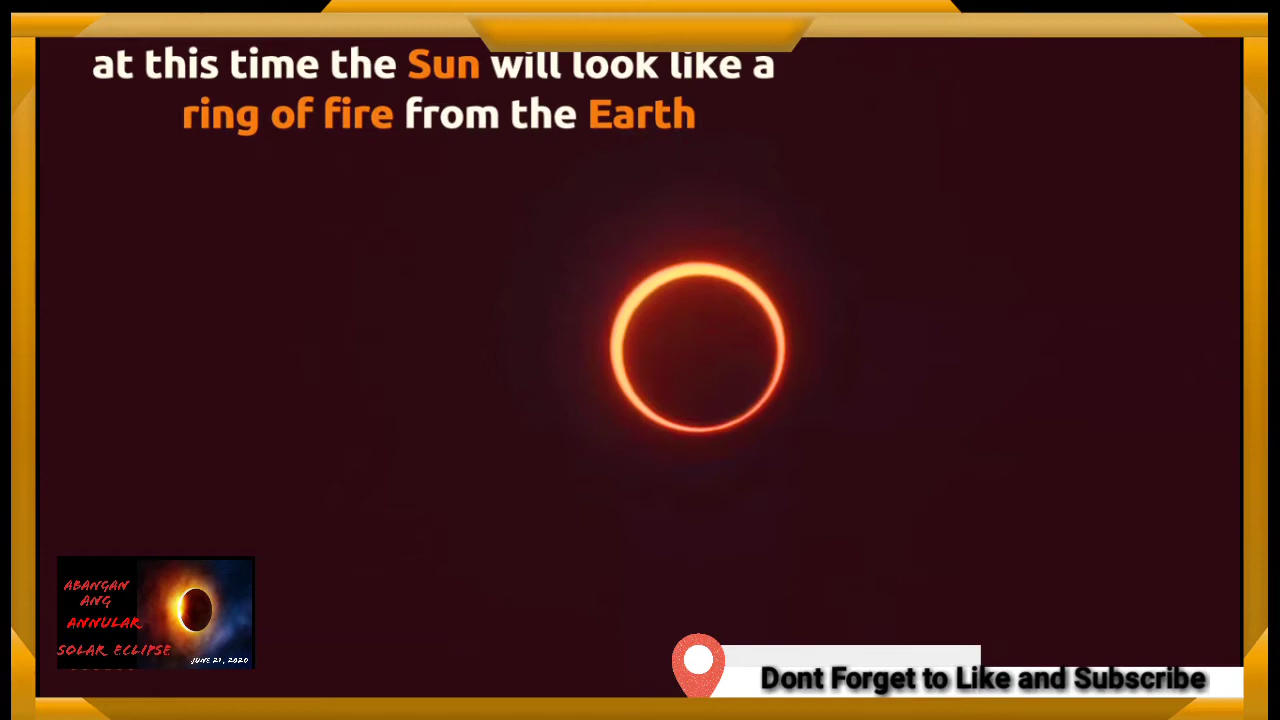 at this time the Sun will look like a
ring of fire from the Earth
ABANGAN
ANG
ANNULAR
SOLAR ECLIPSE
JUNE 21, 2020
Dont Forget to Like and Subscribe